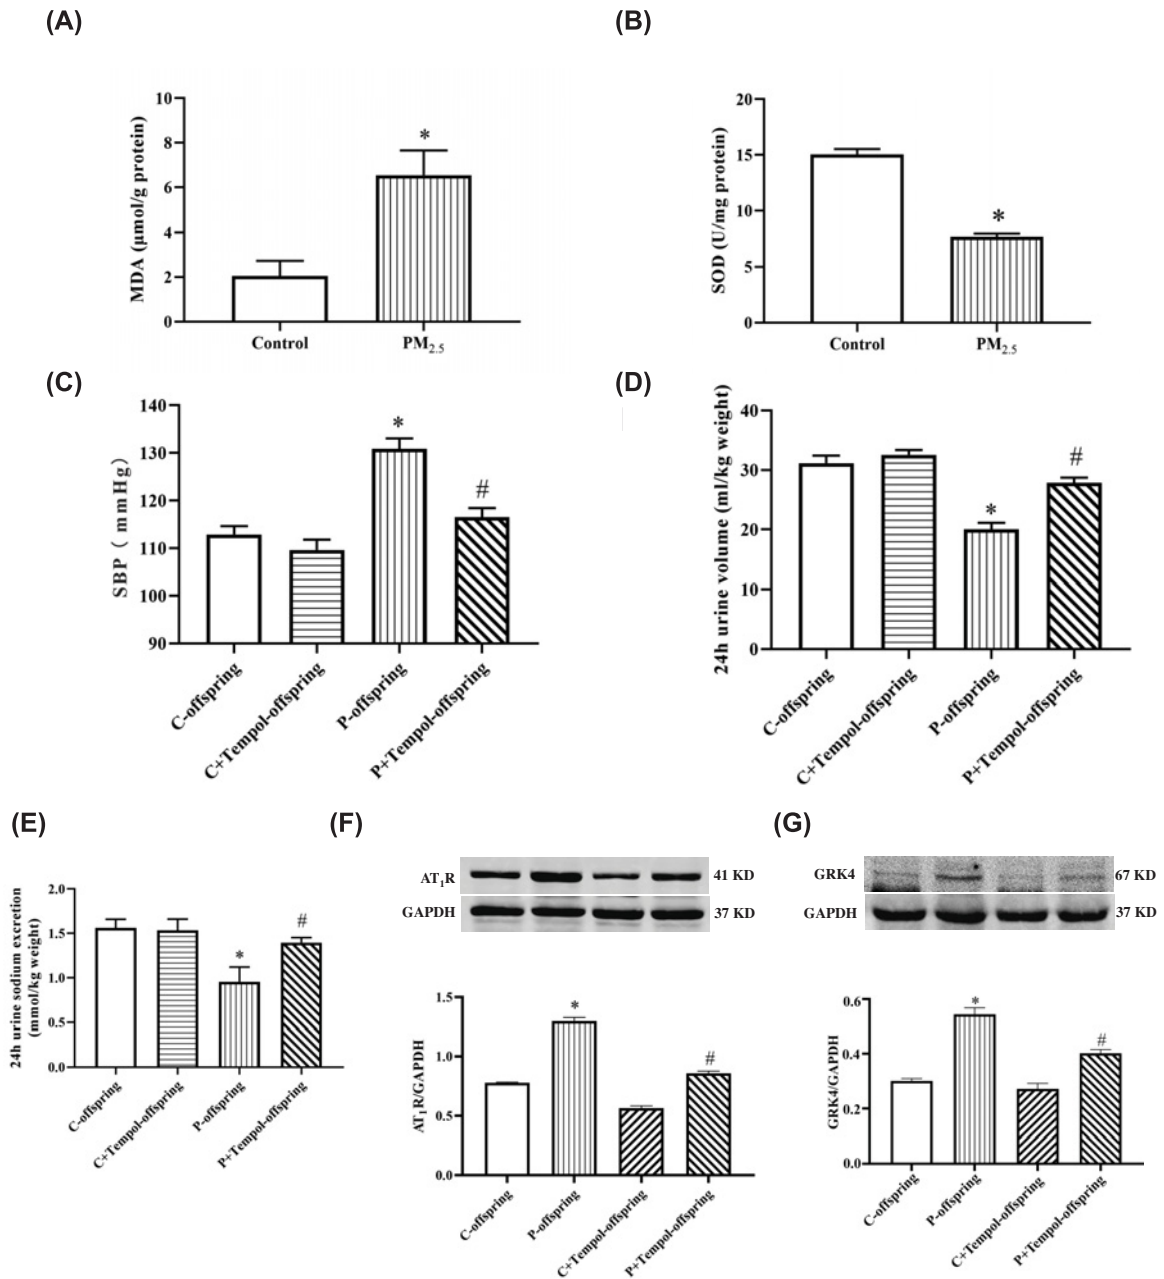 (A)
MDA (μmol/g protein)
10
8
6
4
2
0
*
Control
PM2.5
(B)
SOD (U/mg protein)
20
15
10
5
0
*
Control
PM2.5
(C)
SBP ( mmHg)
140
130
120
110
100
90
*
#
C-offspring
C+Tempol-offspring
P-offspring
P+Tempol-offspring
(D)
24h urine volume (ml/kg weight)
40
30
20
10
0
*
#
C-offspring
C+Tempol-offspring
P-offspring
P+Tempol-offspring
(E)
24h urine sodium excretion
(mmol/kg weight)
2.0
1.5
1.0
0.5
0.0
*
#
C-offspring
C+Tempol-offspring
P-offspring
P+Tempol-offspring
(F)
AT1R
41 KD
GAPDH
37 KD
AT1R/GAPDH
1.5
1.0
0.5
0.0
*
#
C-offspring
P-offspring
C+Tempol-offspring
P+Tempol-offspring
(G)
GRK4
67 KD
GAPDH
37 KD
GRK4/GAPDH
0.6
0.4
0.2
0.0
*
#
C-offspring
P-offspring
C+Tempol-offspring
P+Tempol-offspring